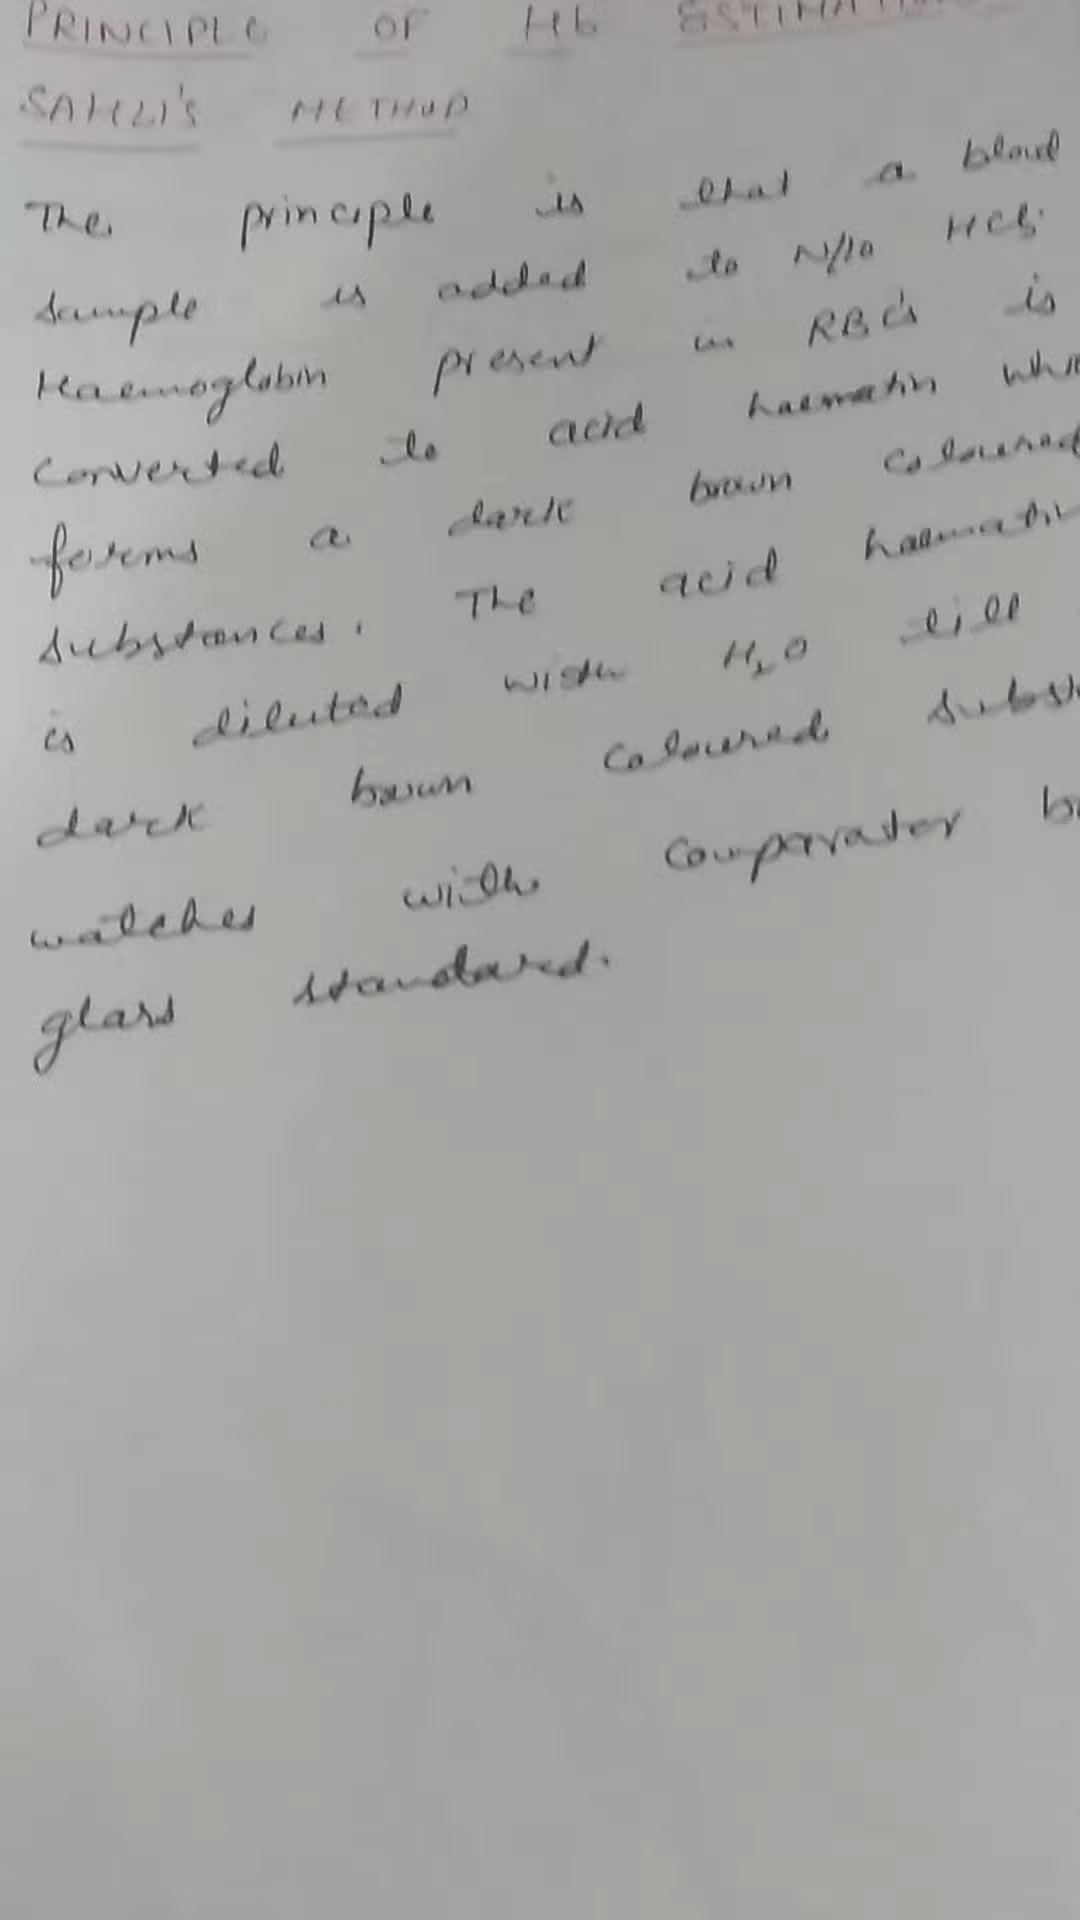 PRINCIPLE OF Hb ESTIMATION
SAHLI'S METHOD
The principle is that a blood
sample is added to N/10 HCl.
Haemoglobin present in RBC's is
converted to acid haematin
forms a dark brown coloured
substances. The acid haematin
is diluted with H₂O till
dark brown coloured
watches with comparator
glass standard.